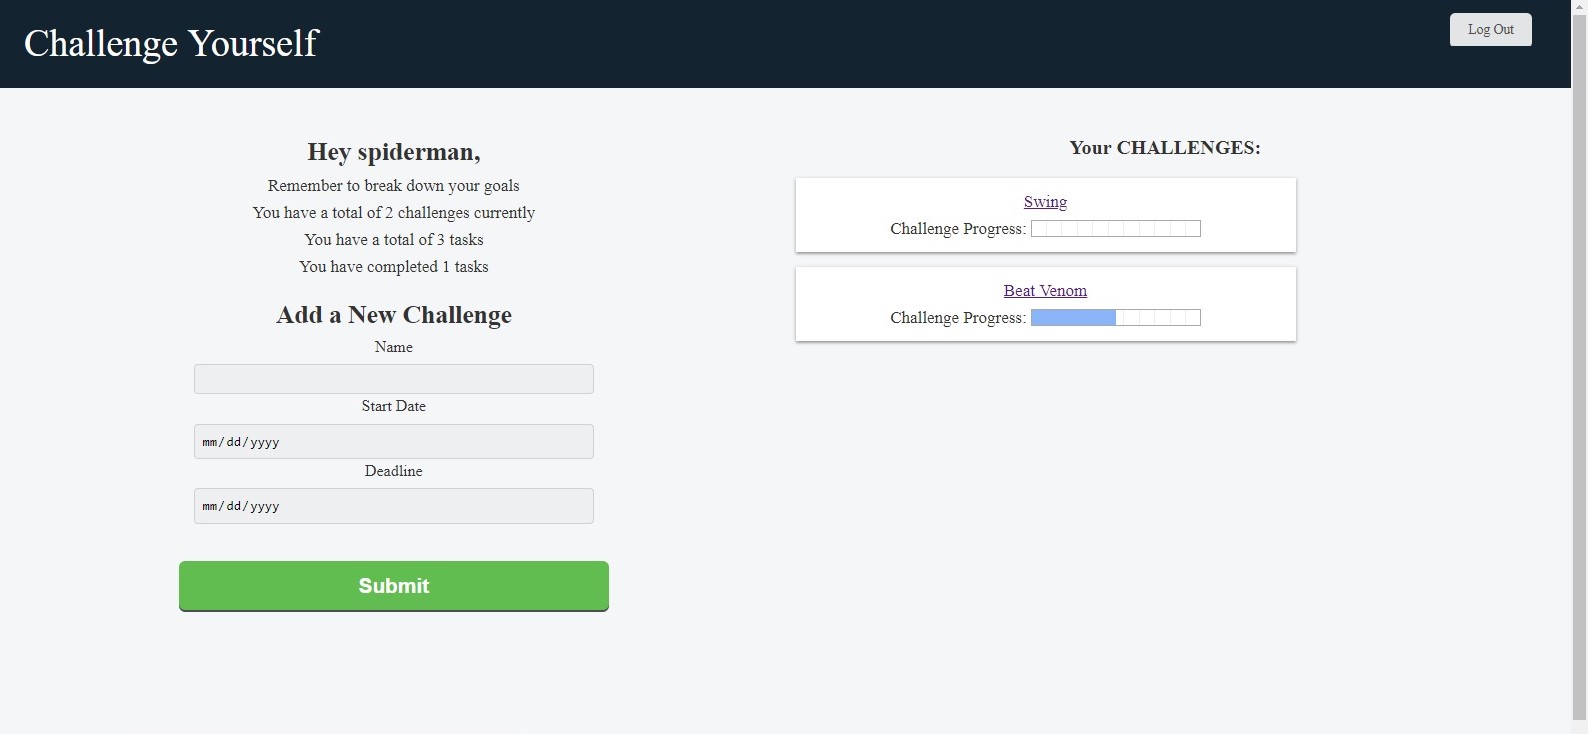 Challenge Yourself
Log Out
Hey spiderman,
Remember to break down your goals
You have a total of 2 challenges currently
You have a total of 3 tasks
You have completed 1 tasks
Add a New Challenge
Name
Start Date
mm/dd/yyyy
Deadline
mm/dd/yyyy
Submit
Your CHALLENGES:
Swing
Challenge Progress:
Beat Venom
Challenge Progress: